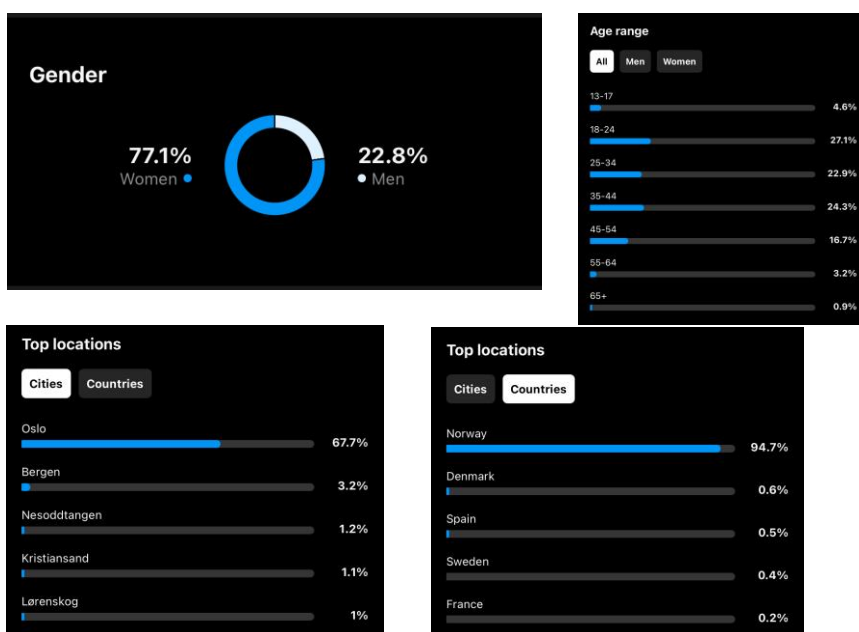 Gender
77.1%
Women
22.8%
Men
Age range
All Men Women
13-17
4.6%
18-24
27.1%
25-34
22.9%
35-44
24.3%
45-54
16.7%
55-64
3.2%
65+
0.9%
Top locations
Cities Countries
Oslo
67.7%
Bergen
3.2%
Nesoddtangen
1.2%
Kristiansand
1.1%
Lørenskog
1%
Top locations
Cities Countries
Norway
94.7%
Denmark
0.6%
Spain
0.5%
Sweden
0.4%
France
0.2%